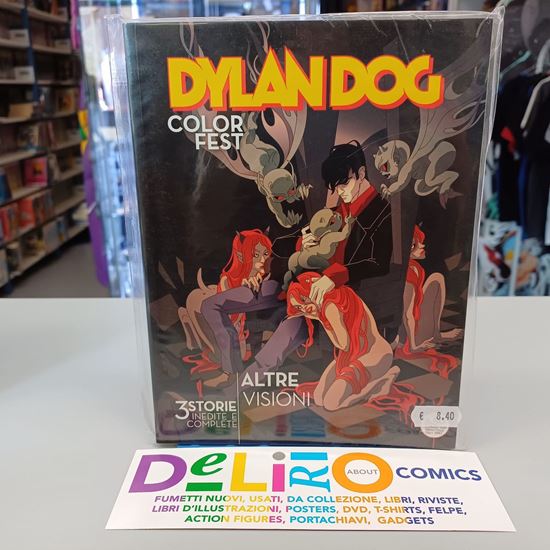 DYLAN DOG
COLOR
FEST
ALTRE
VISIONI
3 STORIE
INEDITE E
COMPLETE
€ 8.40
DeLiRIO
ABOUT
COMICS
FUMETTI NUOVI, USATI, DA COLLEZIONE, LIBRI, RIVISTE,
LIBRI D'ILLUSTRAZIONI, POSTERS, DVD, T-SHIRTS, FELPE,
ACTION FIGURES, PORTACHIAVI, GADGETS